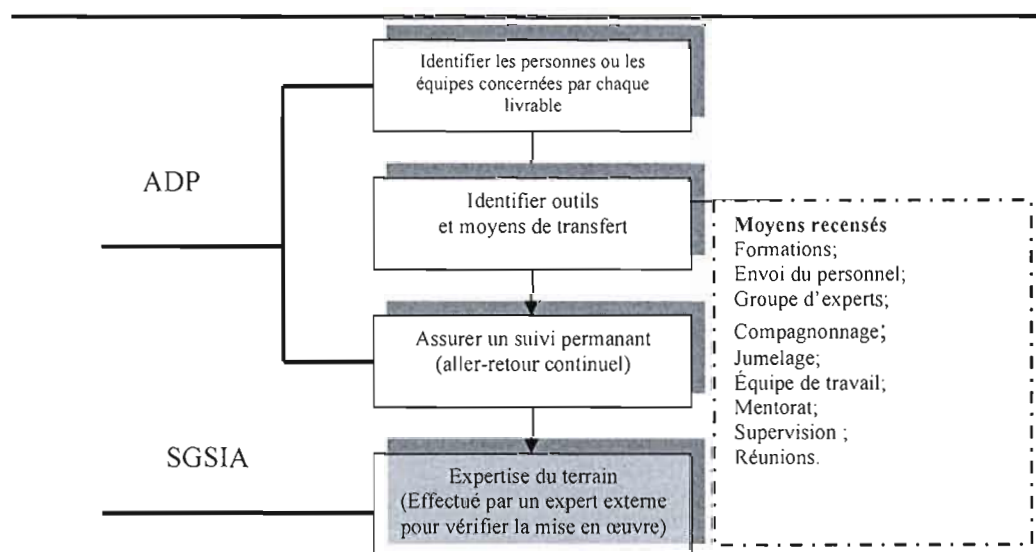 Identifier les personnes ou les
équipes concernées par chaque
livrable
ADP
Identifier outils
et moyens de transfert
Moyens recensés
Formations;
Envoi du personnel;
Groupe d'experts;
Compagnonnage;
Jumelage;
Équipe de travail;
Mentorat;
Supervision ;
Réunions.
Assurer un suivi permanant
(aller-retour continuel)
SGSIA
Expertise du terrain
(Effectué par un expert externe
pour vérifier la mise en œuvre)